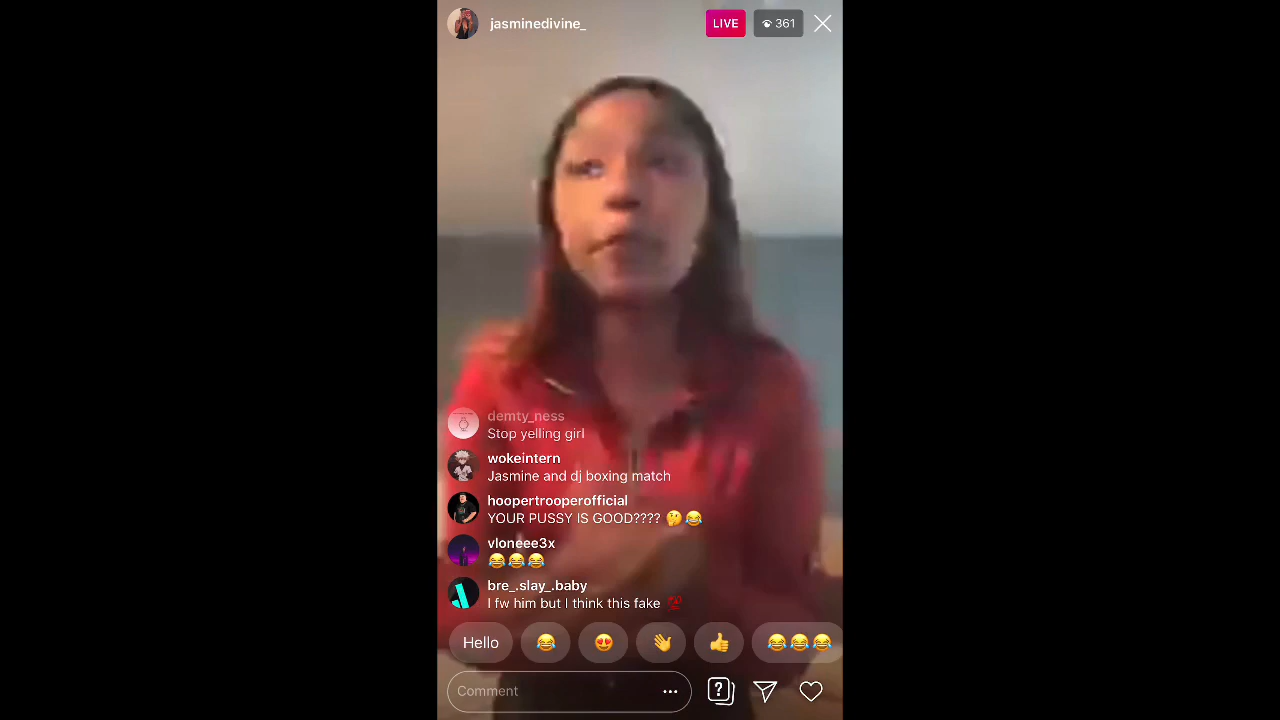 jasminedivine_
LIVE
361
demty_ness
Stop yelling girl
wokeintern
Jasmine and dj boxing match
hoopertrooperofficial
YOUR PUSSY IS GOOD???? 🤔😂
vloneee3x
😂😂😂
bre_.slay_.baby
I fw him but I think this fake 💯
Hello 😂 😍 👋 👍 😂😂😂
Comment